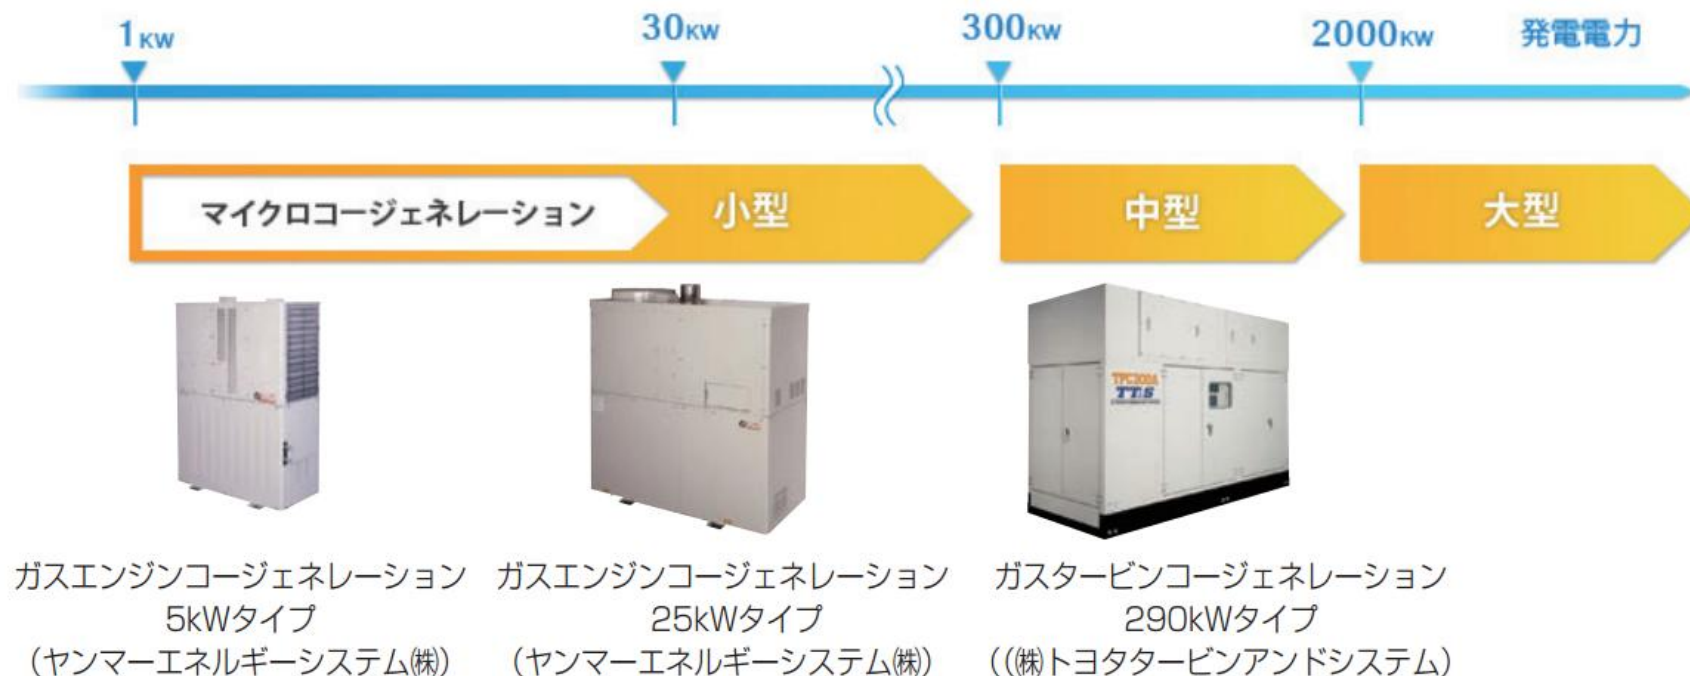 1KW
30KW
300KW
2000KW
発電電力
マイクロコージェネレーション
小型
中型
大型
TPC300A
TT&S
ガスエンジンコージェネレーション
5kWタイプ
(ヤンマーエネルギーシステム㈱)
ガスエンジンコージェネレーション
25kWタイプ
(ヤンマーエネルギーシステム㈱)
ガスタービンコージェネレーション
290kWタイプ
((㈱トヨタタービンアンドシステム)